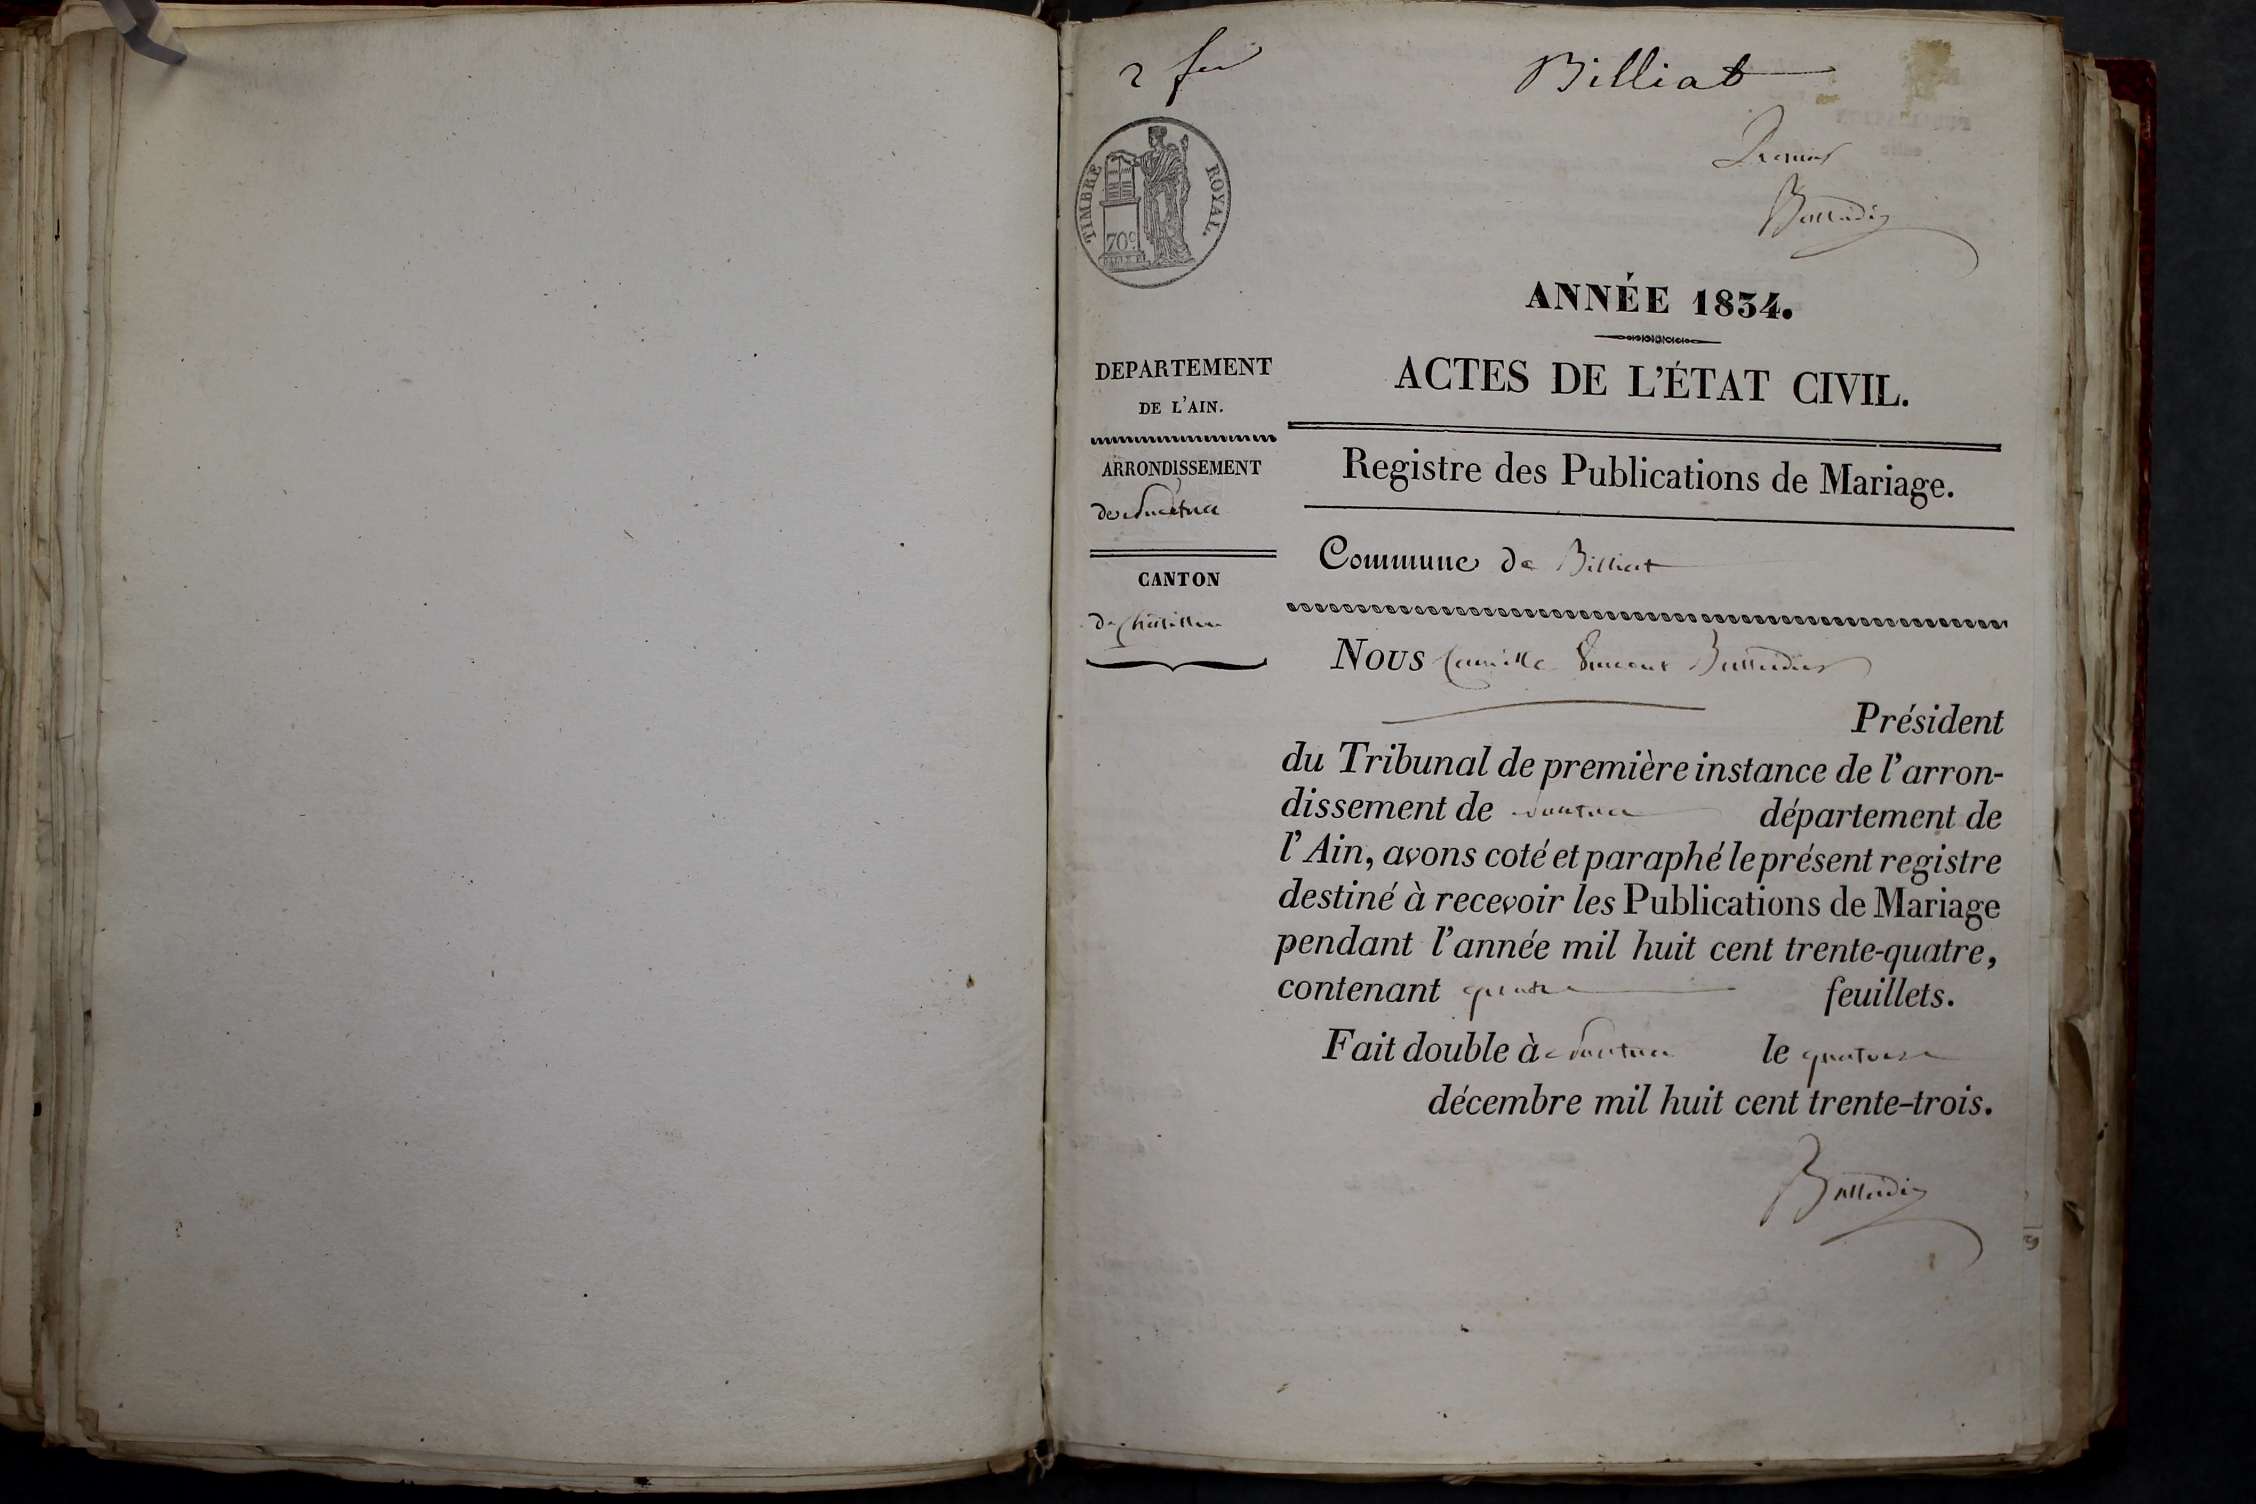 2 feu
Billiat
Premier
TIMBRE ROYAL.
70c
ANNÉE 1834.
DEPARTEMENT
DE L'AIN.
ARRONDISSEMENT
de Nantua
CANTON
de Châtillon
ACTES DE L'ÉTAT CIVIL.
Registre des Publications de Mariage.
Commune de Billiat
Nous Camille Vincent
Président
du Tribunal de première instance de l'arron-
dissement de Nantua département de
l'Ain, avons coté et paraphé le présent registre
destiné à recevoir les Publications de Mariage
pendant l'année mil huit cent trente-quatre,
contenant quatre feuillets.
Fait double à Nantua le quatorze
décembre mil huit cent trente-trois.